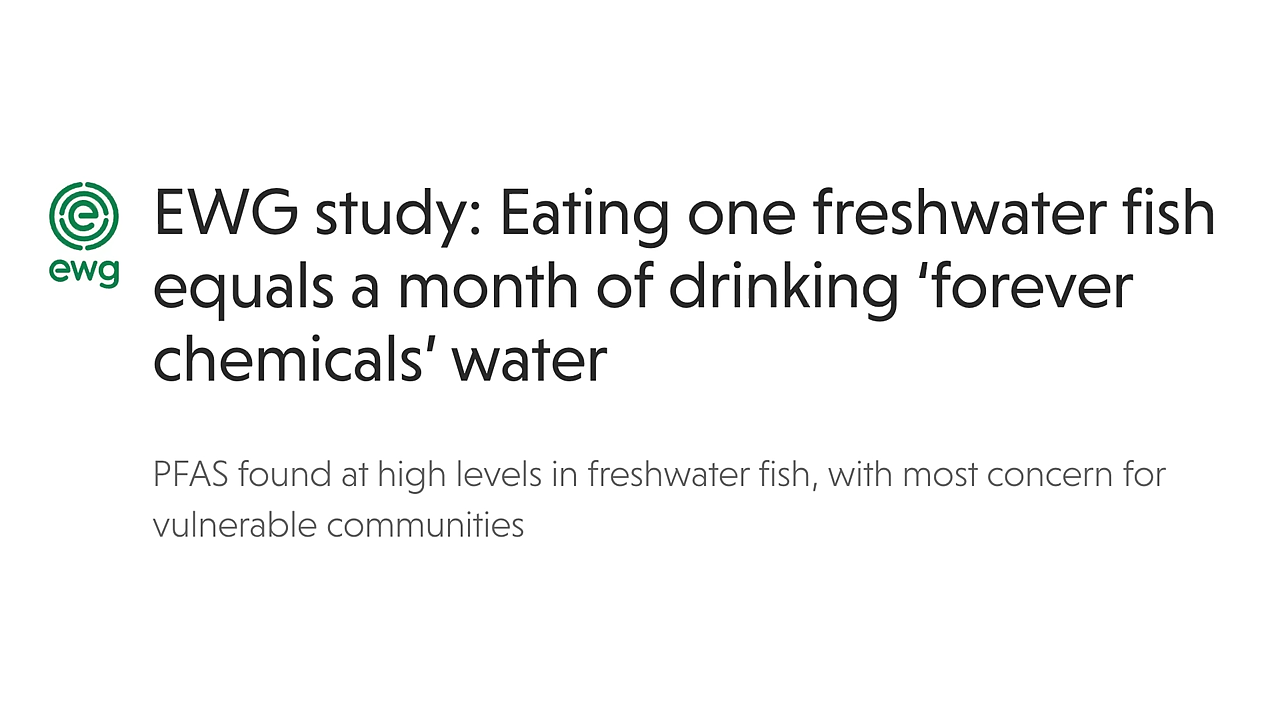 ewg
EWG study: Eating one freshwater fish
equals a month of drinking ‘forever
chemicals’ water
PFAS found at high levels in freshwater fish, with most concern for
vulnerable communities